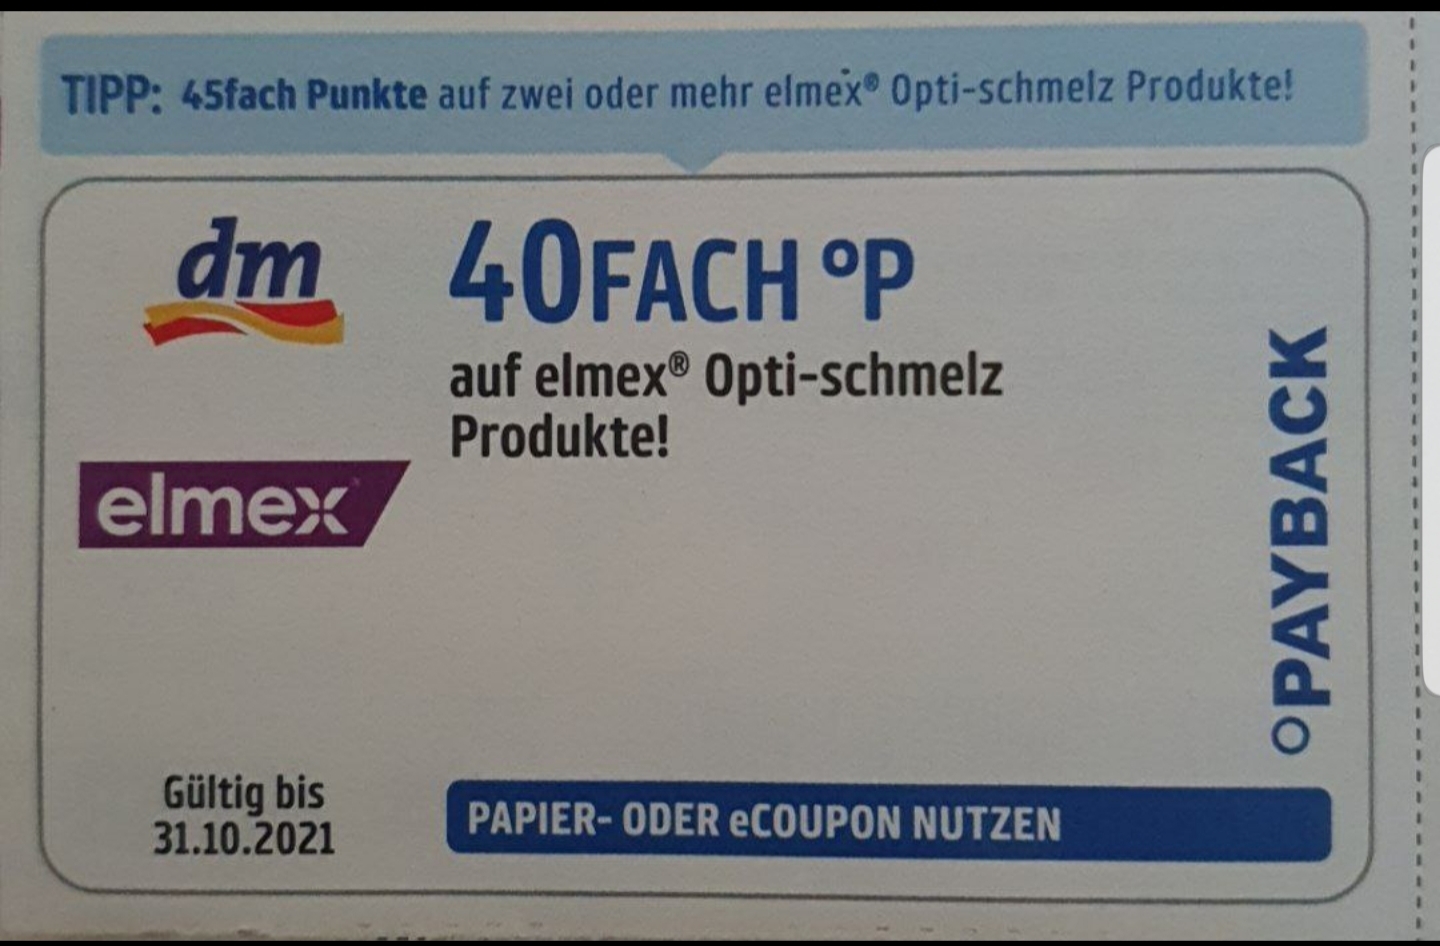 TIPP: 45fach Punkte auf zwei oder mehr elmex® Opti-schmelz Produkte!
dm
40FACH °P
auf elmex® Opti-schmelz
Produkte!
elmex
°PAYBACK
Gültig bis
31.10.2021
PAPIER- ODER eCOUPON NUTZEN